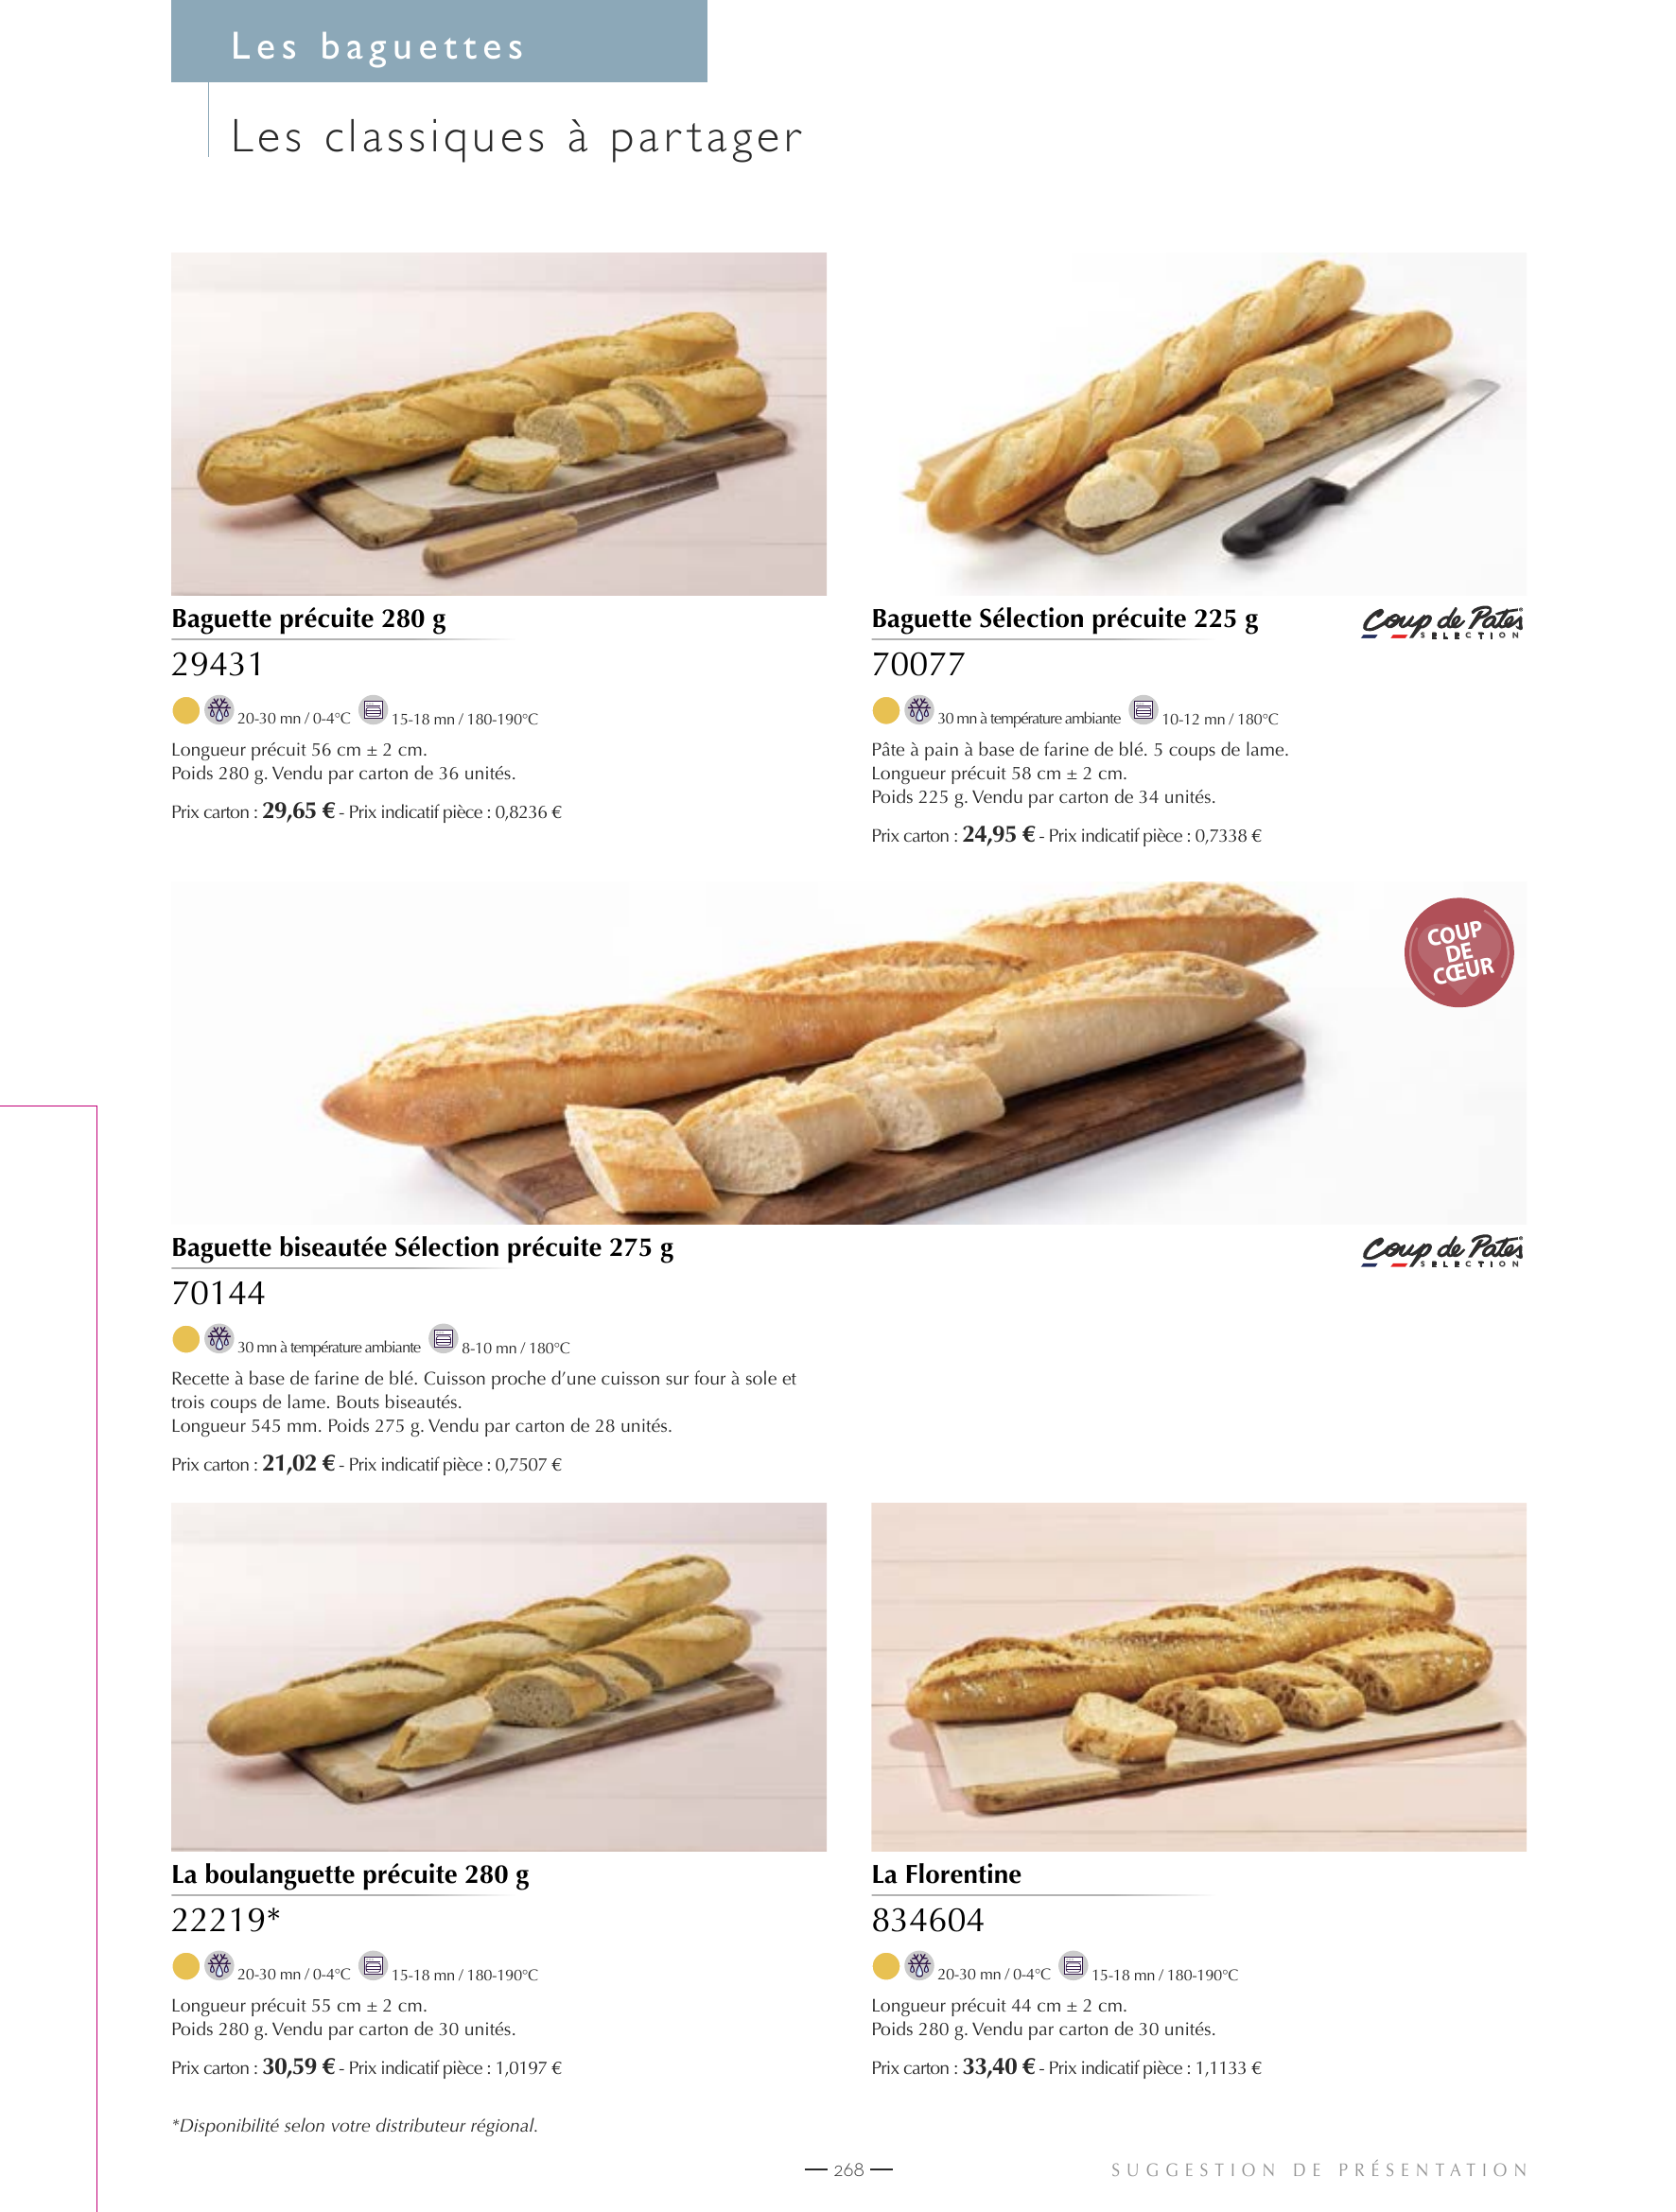 Les baguettes
Les classiques à partager
Baguette précuite 280 g
29431
20-30 mn / 0-4°C 15-18 mn / 180-190°C
Longueur précuit 56 cm ± 2 cm.
Poids 280 g. Vendu par carton de 36 unités.
Prix carton : 29,65 € - Prix indicatif pièce : 0,8236 €
Baguette Sélection précuite 225 g
Coup de Pates®
SELECTION
70077
30 mn à température ambiante 10-12 mn / 180°C
Pâte à pain à base de farine de blé. 5 coups de lame.
Longueur précuit 58 cm ± 2 cm.
Poids 225 g. Vendu par carton de 34 unités.
Prix carton : 24,95 € - Prix indicatif pièce : 0,7338 €
COUP
DE
CŒUR
Baguette biseautée Sélection précuite 275 g
Coup de Pates®
SELECTION
70144
30 mn à température ambiante 8-10 mn / 180°C
Recette à base de farine de blé. Cuisson proche d’une cuisson sur four à sole et
trois coups de lame. Bouts biseautés.
Longueur 545 mm. Poids 275 g. Vendu par carton de 28 unités.
Prix carton : 21,02 € - Prix indicatif pièce : 0,7507 €
La boulanguette précuite 280 g
22219*
20-30 mn / 0-4°C 15-18 mn / 180-190°C
Longueur précuit 55 cm ± 2 cm.
Poids 280 g. Vendu par carton de 30 unités.
Prix carton : 30,59 € - Prix indicatif pièce : 1,0197 €
La Florentine
834604
20-30 mn / 0-4°C 15-18 mn / 180-190°C
Longueur précuit 44 cm ± 2 cm.
Poids 280 g. Vendu par carton de 30 unités.
Prix carton : 33,40 € - Prix indicatif pièce : 1,1133 €
*Disponibilité selon votre distributeur régional.
268
SUGGESTION DE PRÉSENTATION